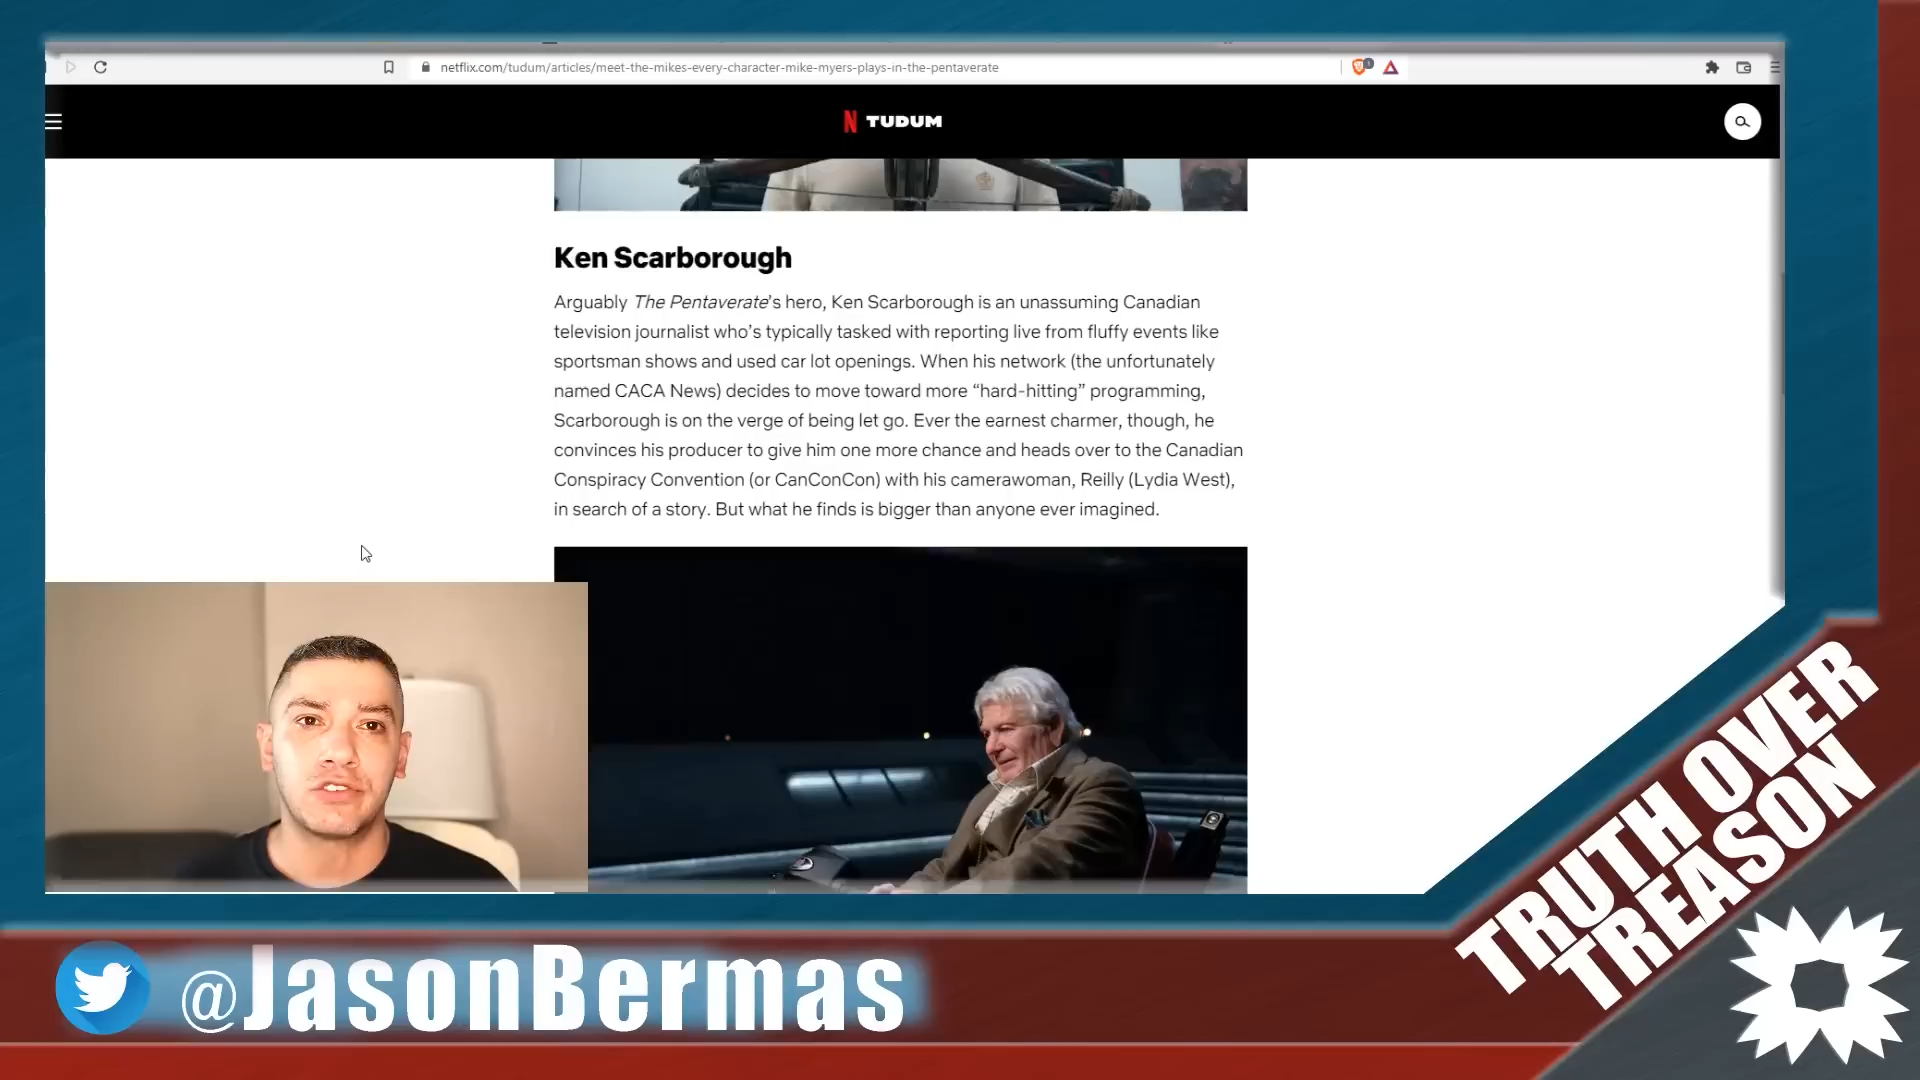 netflix.com/tudum/articles/meet-the-mikes-every-character-mike-myers-plays-in-the-pentaverate
N TUDUM
Ken Scarborough
Arguably The Pentaverate's hero, Ken Scarborough is an unassuming Canadian
television journalist who's typically tasked with reporting live from fluffy events like
sportsman shows and used car lot openings. When his network (the unfortunately
named CACA News) decides to move toward more “hard-hitting” programming,
Scarborough is on the verge of being let go. Ever the earnest charmer, though, he
convinces his producer to give him one more chance and heads over to the Canadian
Conspiracy Convention (or CanConCon) with his camerawoman, Reilly (Lydia West),
in search of a story. But what he finds is bigger than anyone ever imagined.
TRUTH OVER
TREASON
@JasonBermas